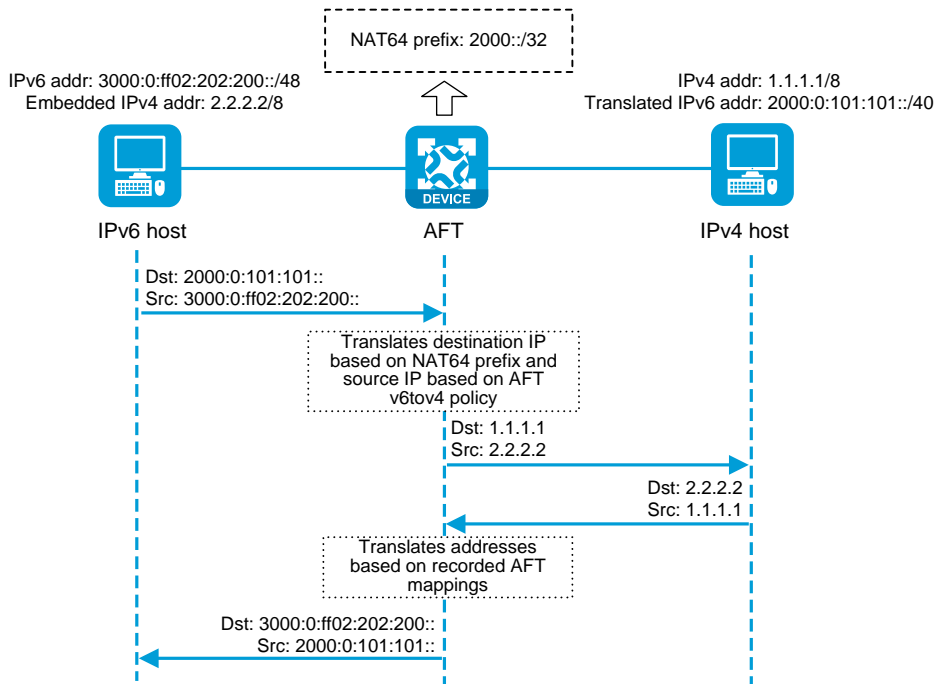 NAT64 prefix: 2000::/32
IPv6 addr: 3000:0:ff02:202:200::/48
Embedded IPv4 addr: 2.2.2.2/8
IPv4 addr: 1.1.1.1/8
Translated IPv6 addr: 2000:0:101:101::/40
DEVICE
IPv6 host
AFT
IPv4 host
Dst: 2000:0:101:101::
Src: 3000:0:ff02:202:200::
Translates destination IP
based on NAT64 prefix and
source IP based on AFT
v6tov4 policy
Dst: 1.1.1.1
Src: 2.2.2.2
Dst: 2.2.2.2
Src: 1.1.1.1
Translates addresses
based on recorded AFT
mappings
Dst: 3000:0:ff02:202:200::
Src: 2000:0:101:101::